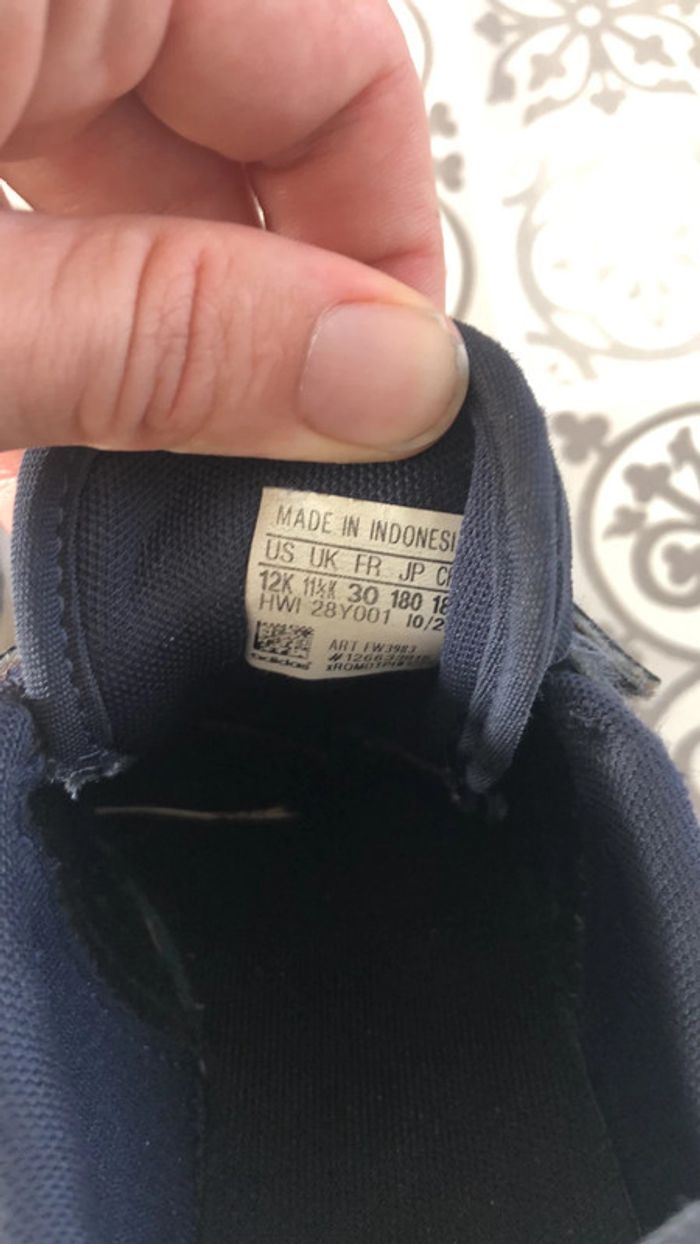 MADE IN INDONESI
US UK FR JP C
12K 11½K 30 180 18
HWI 28Y001 10/2
ART FW3983
adidas